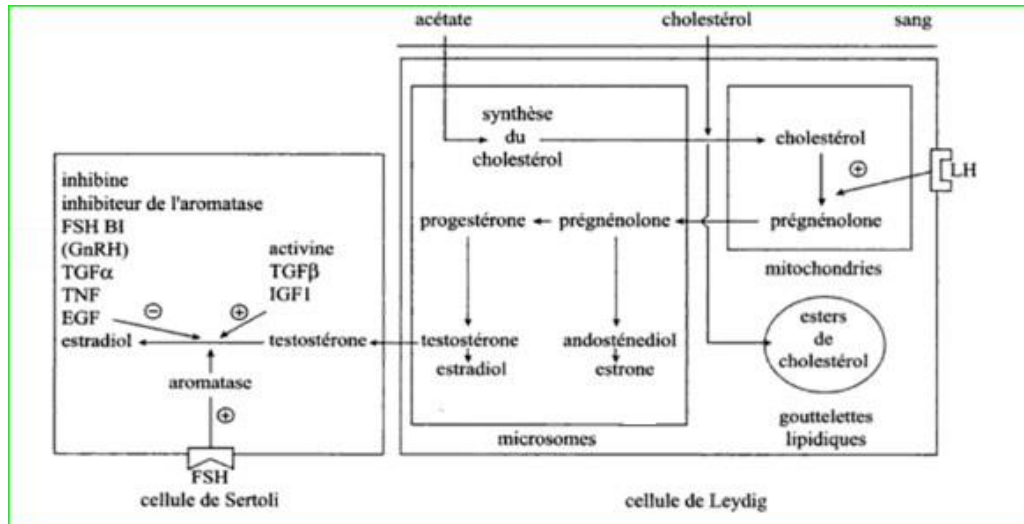 acétate
cholestérol
sang
synthèse
du
cholestérol
cholestérol
LH
inhibine
inhibiteur de l'aromatase
FSH BI
(GnRH)
TGFα
TNF
EGF
estradiol
activine
TGFβ
IGF1
progestérone
prégnénolone
prégnénolone
mitochondries
testostérone
testostérone
andosténediol
estradiol
estrone
esters
de
cholestérol
aromatase
microsomes
gouttelettes
lipidiques
FSH
cellule de Sertoli
cellule de Leydig